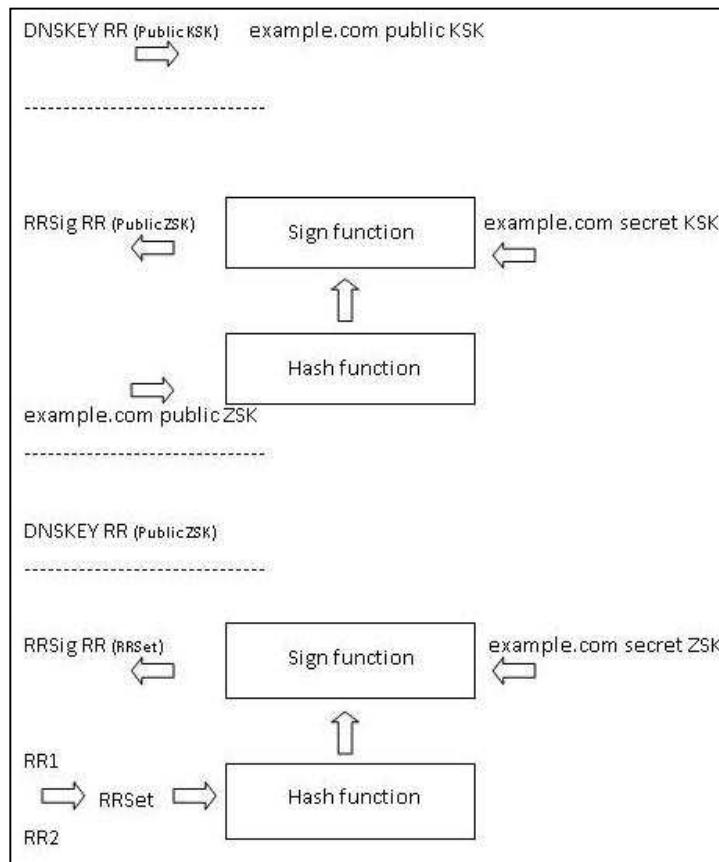 DNSKEY RR (Public KSK) example.com public KSK
----------------------------
RRSig RR (Public ZSK) Sign function example.com secret KSK
Hash function
example.com public ZSK
----------------------------
DNSKEY RR (Public ZSK)
----------------------------
RRSig RR (RRSet) Sign function example.com secret ZSK
RR1
RRSet Hash function
RR2